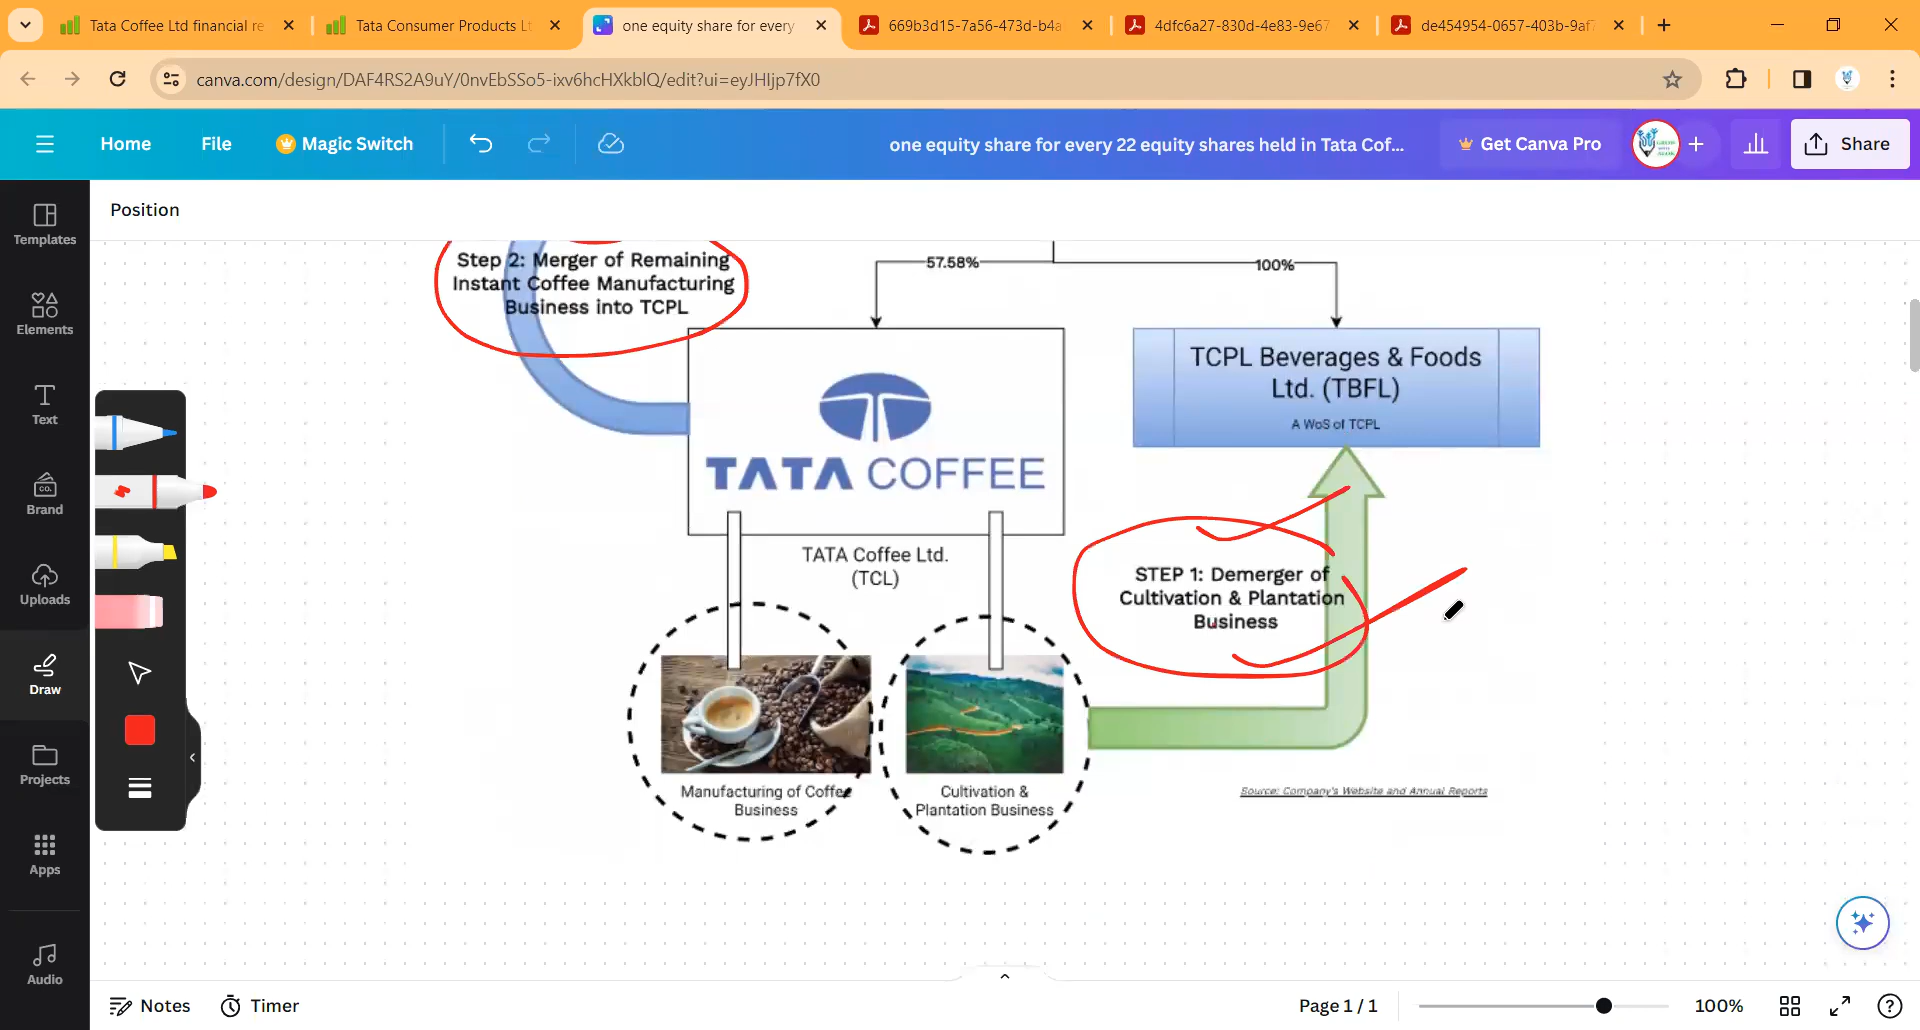 Tata Coffee Ltd financial re
Tata Consumer Products Lt
one equity share for every
669b3d15-7a56-473d-b4a
4dfc6a27-830d-4e83-9e67
de454954-0657-403b-9af7
canva.com/design/DAF4RS2A9uY/0nvEbSSo5-ixv6hcHXkblQ/edit?ui=eyJHIjp7fX0
Home
File
Magic Switch
one equity share for every 22 equity shares held in Tata Cof...
Get Canva Pro
Share
Position
Templates
Elements
Text
Brand
Uploads
Draw
Projects
Apps
Audio
Step 2: Merger of Remaining
Instant Coffee Manufacturing
Business into TCPL
57.58%
100%
TATA COFFEE
TCPL Beverages & Foods
Ltd. (TBFL)
A WoS of TCPL
TATA Coffee Ltd.
(TCL)
STEP 1: Demerger of
Cultivation & Plantation
Business
Manufacturing of Coffee
Business
Cultivation &
Plantation Business
Source: Company's Website and Annual Reports
Notes
Timer
Page 1 / 1
100%